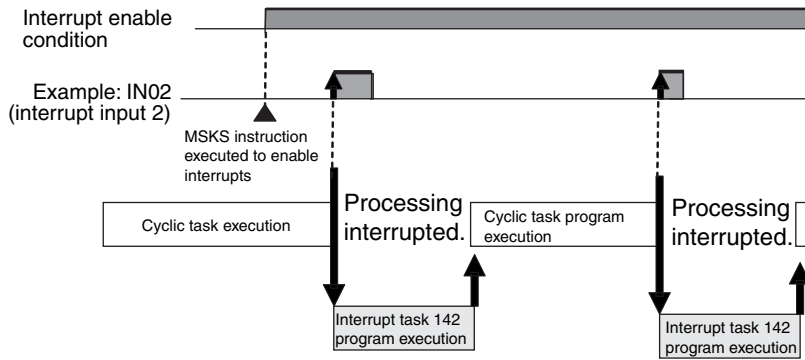 Interrupt enable
condition
Example: IN02
(interrupt input 2)
MSKS instruction
executed to enable
interrupts
Cyclic task execution
Processing
interrupted.
Cyclic task program
execution
Processing
interrupted.
Interrupt task 142
program execution
Interrupt task 142
program execution